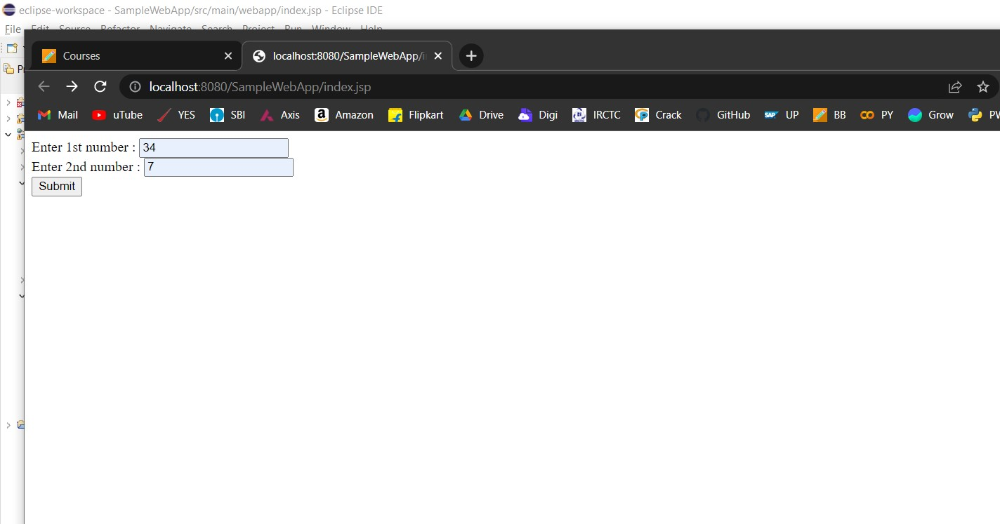 eclipse-workspace - SampleWebApp/src/main/webapp/index.jsp - Eclipse IDE
File Edit Source Refactor Navigate Search Project Run Window Help
Courses localhost:8080/SampleWebApp/i
localhost:8080/SampleWebApp/index.jsp
Mail uTube YES SBI Axis Amazon Flipkart Drive Digi IRCTC Crack GitHub SAP UP BB PY Grow
Enter 1st number : 34
Enter 2nd number : 7
Submit